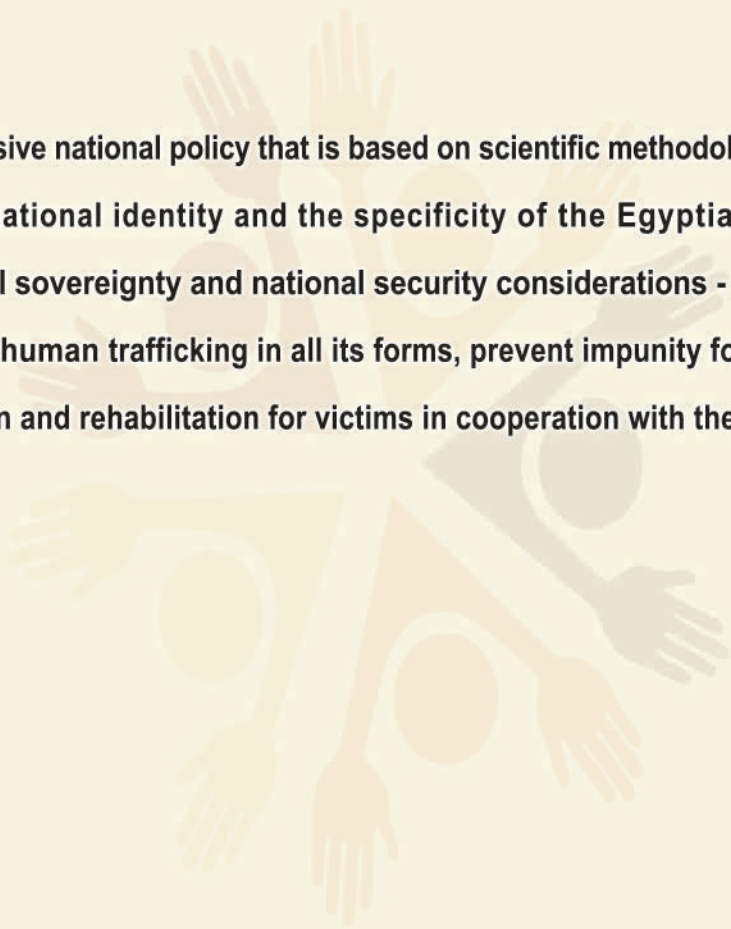 sive national policy that is based on scientific methodol
ational identity and the specificity of the Egyptia
l sovereignty and national security considerations -
human trafficking in all its forms, prevent impunity fo
n and rehabilitation for victims in cooperation with the